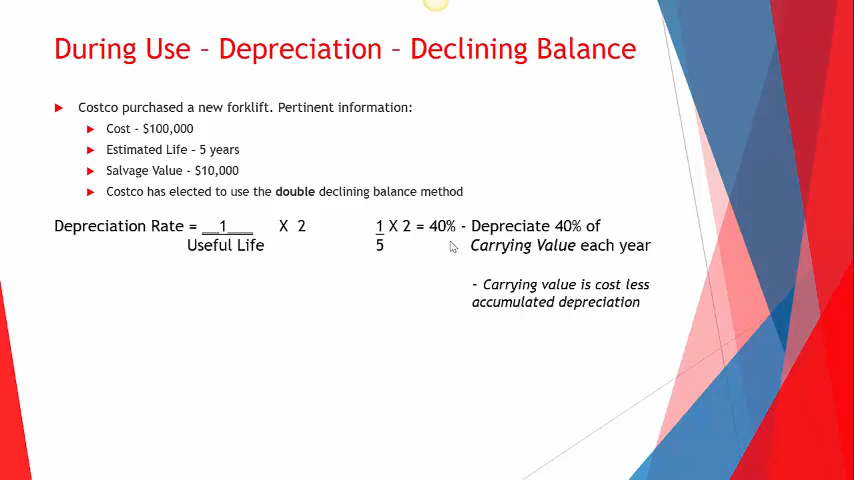 During Use – Depreciation – Declining Balance
Costco purchased a new forklift. Pertinent information:
Cost - $100,000
Estimated Life – 5 years
Salvage Value - $10,000
Costco has elected to use the double declining balance method
Depreciation Rate = __1___ X 2 1 X 2 = 40% - Depreciate 40% of
Useful Life 5 Carrying Value each year
- Carrying value is cost less
accumulated depreciation